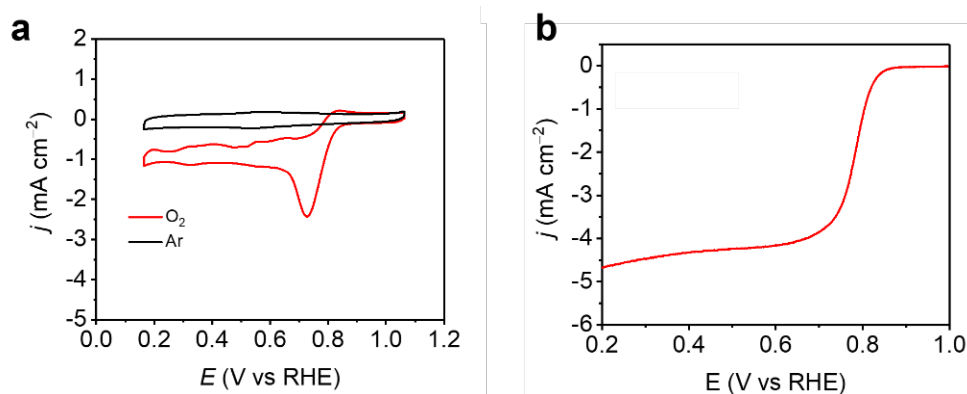 a
2
1
0
-1
-2
-3
-4
-5
j (mA cm⁻²)
O₂
Ar
0.0 0.2 0.4 0.6 0.8 1.0 1.2
E (V vs RHE)
b
0
-1
-2
-3
-4
-5
-6
j (mA cm⁻²)
0.2 0.4 0.6 0.8 1.0
E (V vs RHE)